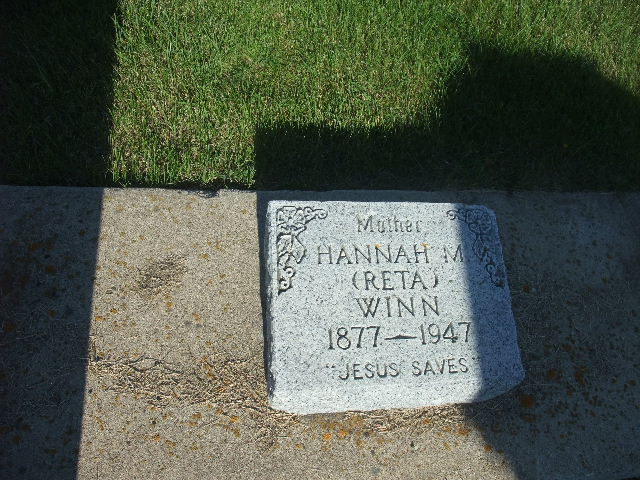 Mother
HANNAH M
(RETA)
WINN
1877—1947
"JESUS SAVES"